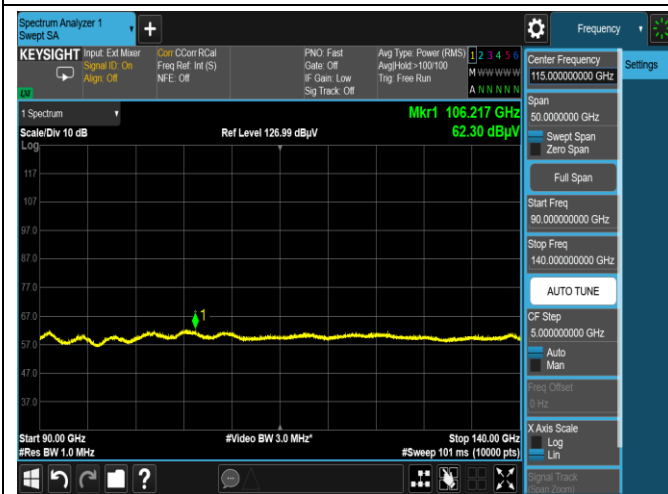 Spectrum Analyzer 1
Swept SA
Frequency
KEYSIGHT
Input: Ext Mixer
Signal ID: On
Align: Off
Corr CCorr RCal
Freq Ref: Int (S)
NFE: Off
PNO: Fast
Gate: Off
IF Gain: Low
Sig Track: Off
Avg Type: Power (RMS)
Avg|Hold:>100/100
Trig: Free Run
1 2 3 4 5 6
M W W W W W
A N N N N N
LXI
1 Spectrum
Scale/Div 10 dB
Log
Ref Level 126.99 dBµV
Mkr1 106.217 GHz
62.30 dBµV
117
107
97.0
87.0
77.0
67.0
57.0
47.0
37.0
1
Start 90.00 GHz
#Res BW 1.0 MHz
#Video BW 3.0 MHz*
Stop 140.00 GHz
#Sweep 101 ms (10000 pts)
?
Center Frequency
115.000000000 GHz
Settings
Span
50.0000000 GHz
Swept Span
Zero Span
Full Span
Start Freq
90.000000000 GHz
Stop Freq
140.000000000 GHz
AUTO TUNE
CF Step
5.000000000 GHz
Auto
Man
Freq Offset
0 Hz
X Axis Scale
Log
Lin
Signal Track
(Span Zoom)